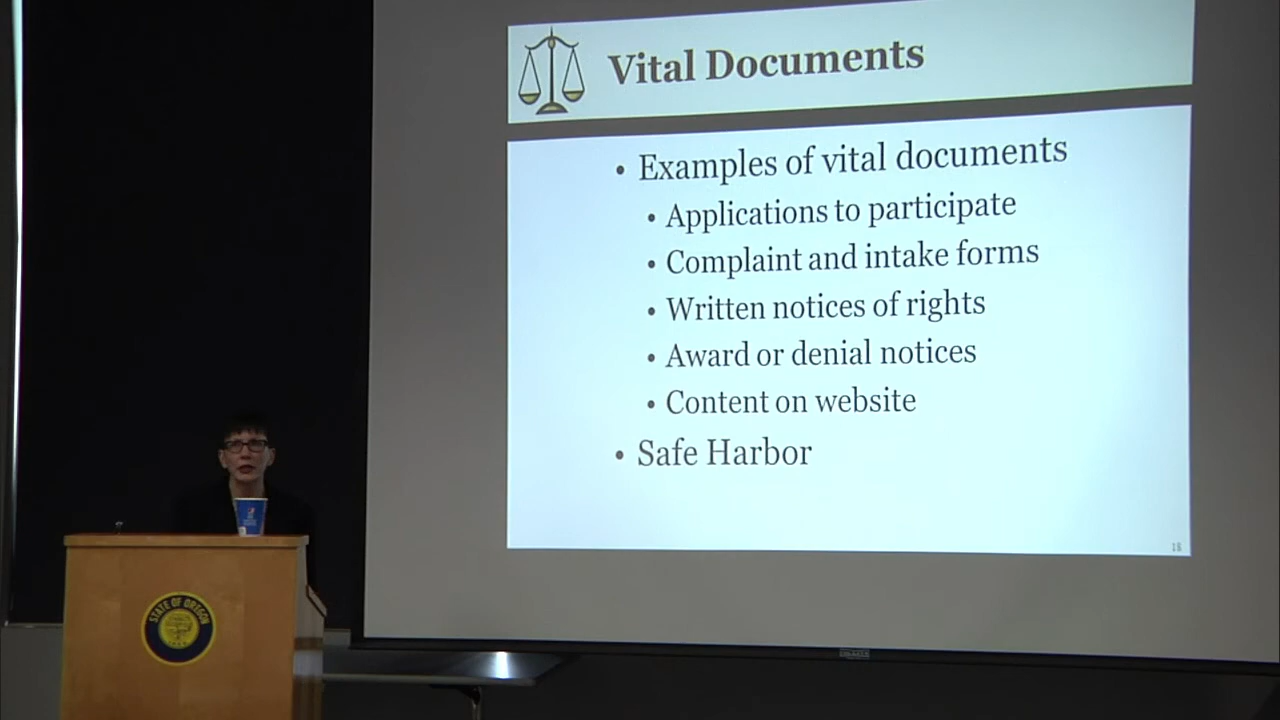 Vital Documents
• Examples of vital documents
• Applications to participate
• Complaint and intake forms
• Written notices of rights
• Award or denial notices
• Content on website
• Safe Harbor
18
STATE OF OREGON